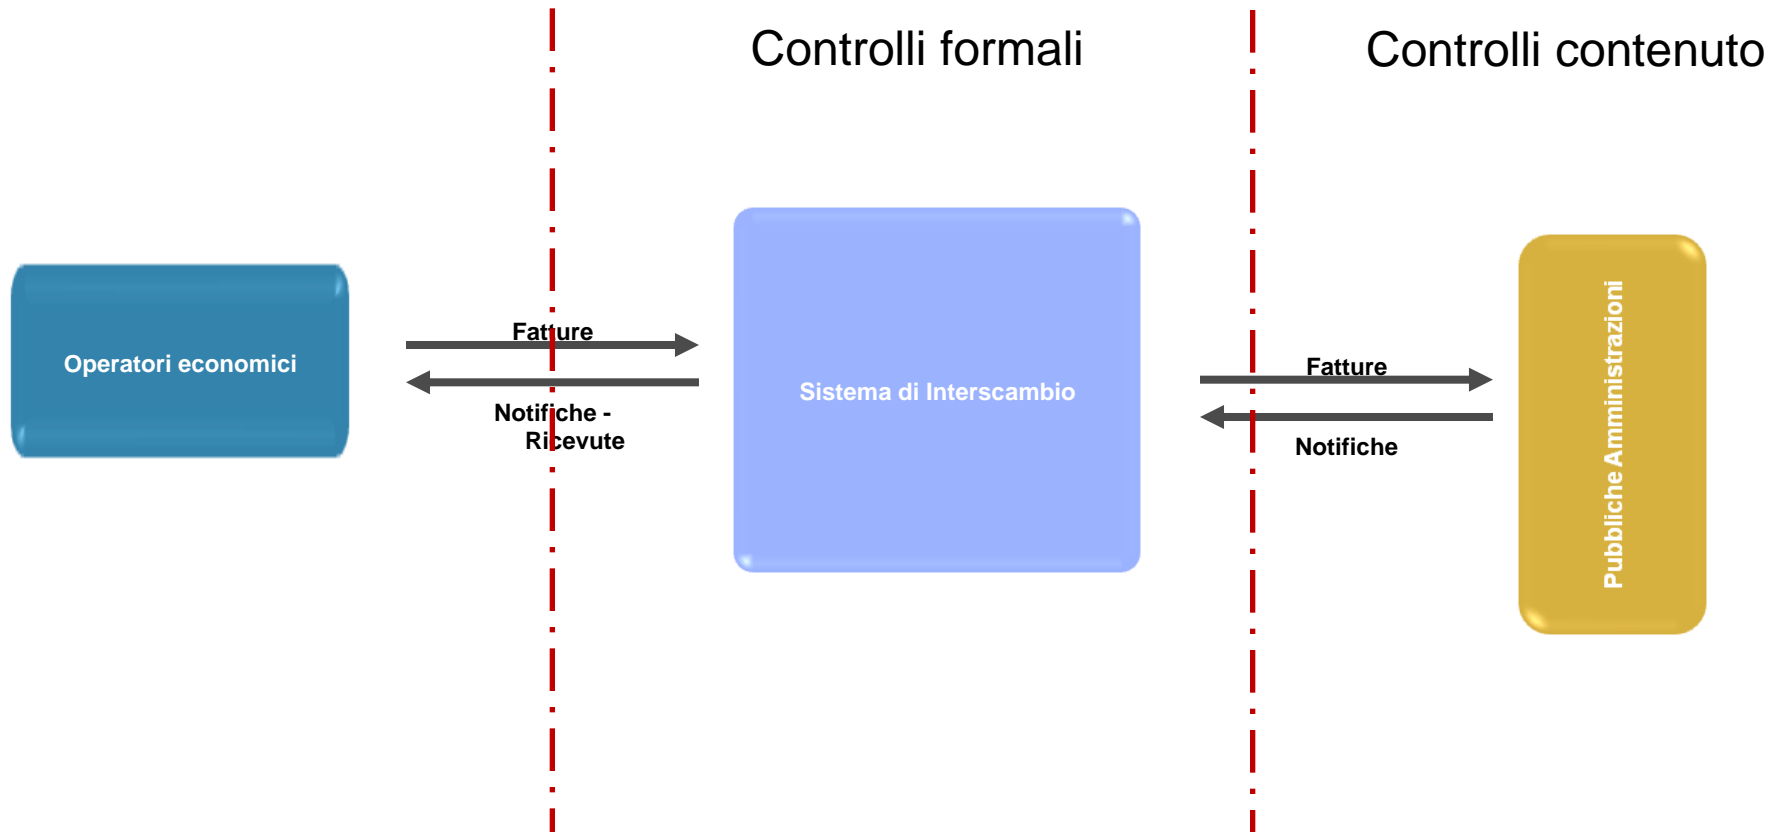 Controlli formali
Controlli contenuto
Operatori economici
Fatture
Notifiche -
Ricevute
Sistema di Interscambio
Fatture
Notifiche
Pubbliche Amministrazioni